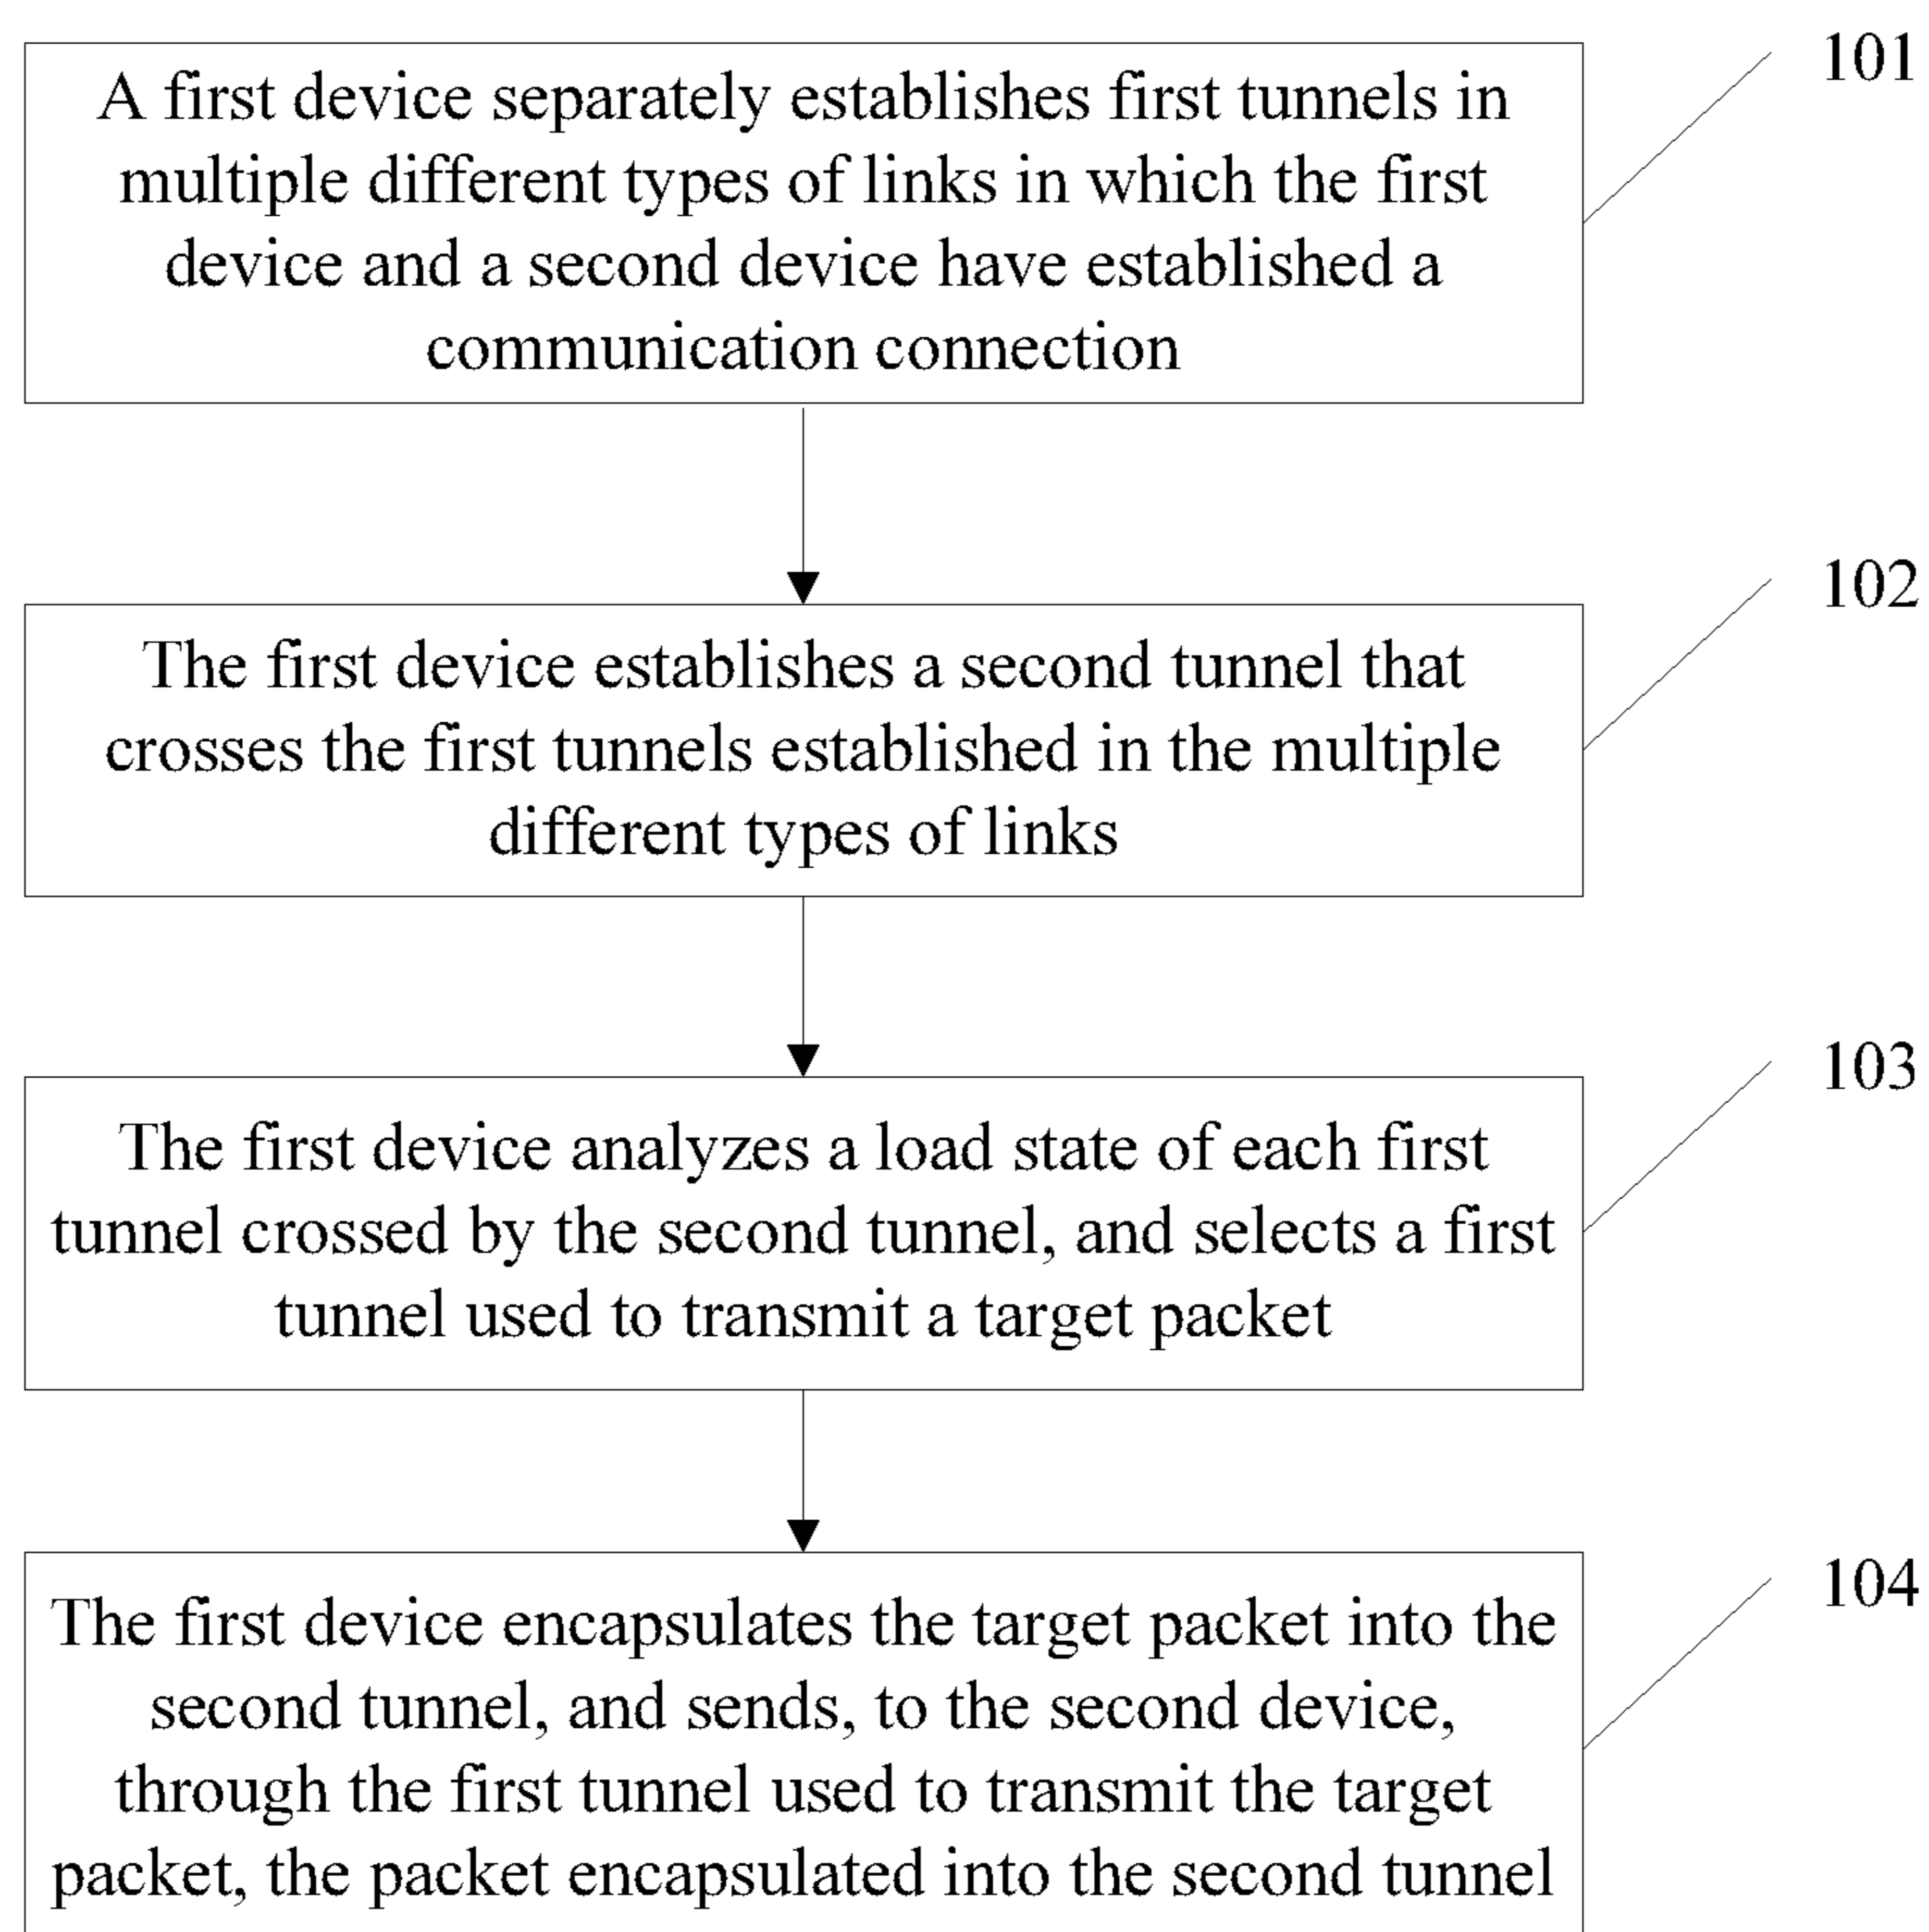 101
A first device separately establishes first tunnels in
multiple different types of links in which the first
device and a second device have established a
communication connection
102
The first device establishes a second tunnel that
crosses the first tunnels established in the multiple
different types of links
103
The first device analyzes a load state of each first
tunnel crossed by the second tunnel, and selects a first
tunnel used to transmit a target packet
104
The first device encapsulates the target packet into the
second tunnel, and sends, to the second device,
through the first tunnel used to transmit the target
packet, the packet encapsulated into the second tunnel